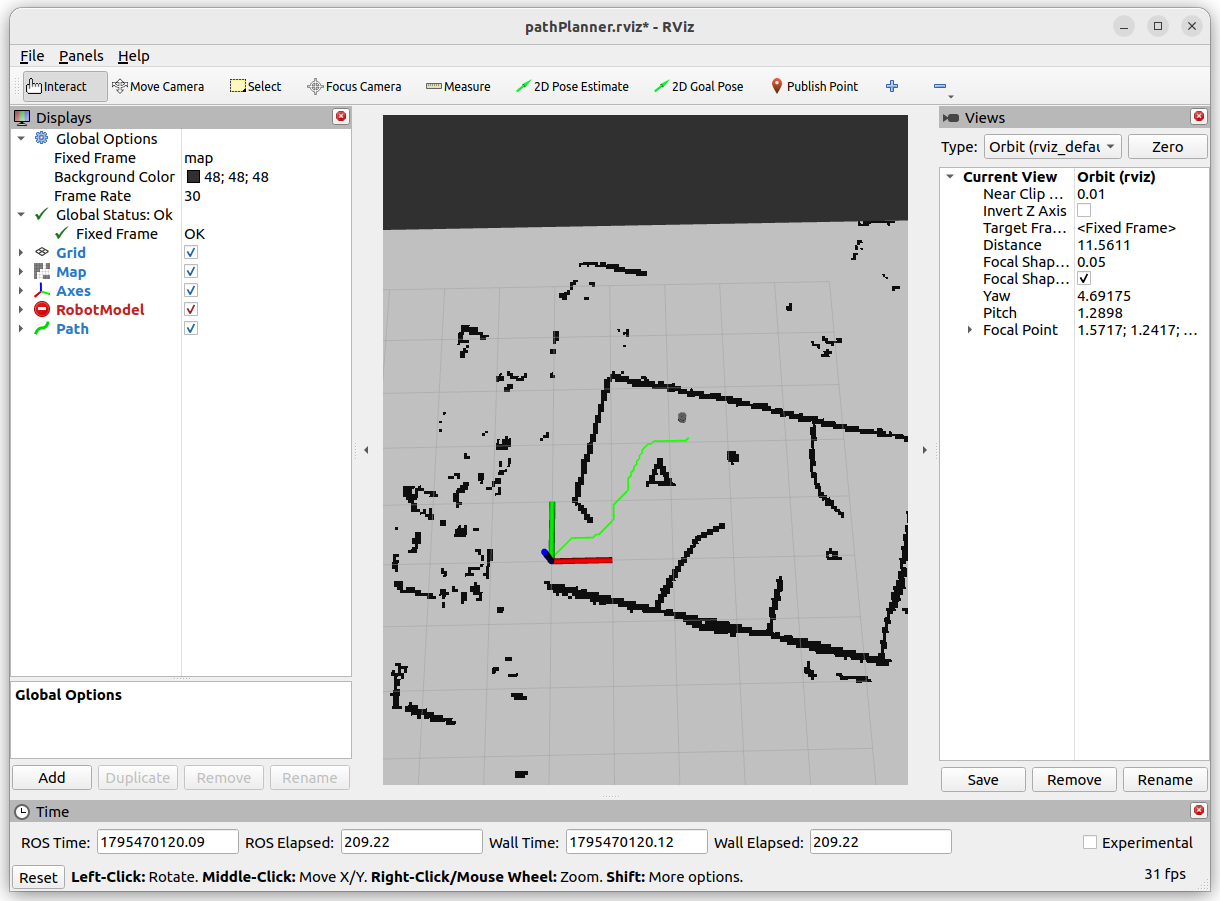 pathPlanner.rviz* - RViz
File Panels Help
Interact Move Camera Select Focus Camera Measure 2D Pose Estimate 2D Goal Pose Publish Point
Displays
Global Options
Fixed Frame map
Background Color 48; 48; 48
Frame Rate 30
Global Status: Ok
Fixed Frame OK
Grid
Map
Axes
RobotModel
Path
Global Options
Add Duplicate Remove Rename
Views
Type: Orbit (rviz_defau Zero
Current View Orbit (rviz)
Near Clip ... 0.01
Invert Z Axis
Target Fra... <Fixed Frame>
Distance 11.5611
Focal Shap... 0.05
Focal Shap...
Yaw 4.69175
Pitch 1.2898
Focal Point 1.5717; 1.2417; ...
Save Remove Rename
Time
ROS Time: 1795470120.09 ROS Elapsed: 209.22 Wall Time: 1795470120.12 Wall Elapsed: 209.22 Experimental
Reset Left-Click: Rotate. Middle-Click: Move X/Y. Right-Click/Mouse Wheel: Zoom. Shift: More options. 31 fps